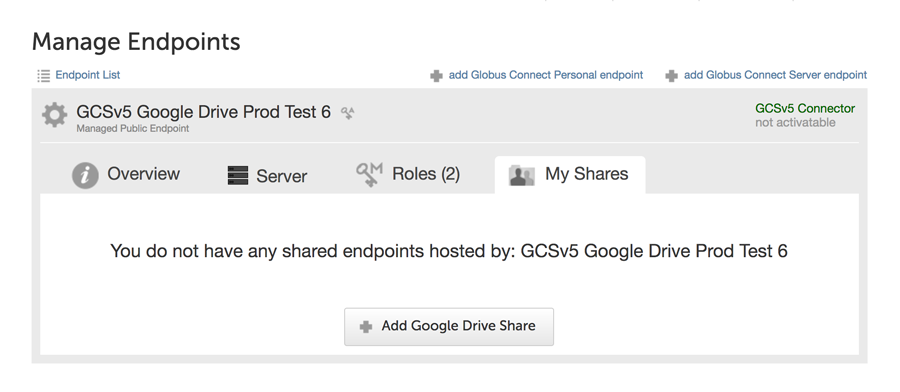 Manage Endpoints
Endpoint List
add Globus Connect Personal endpoint
add Globus Connect Server endpoint
GCSv5 Google Drive Prod Test 6
GCSv5 Connector
Managed Public Endpoint
not activatable
Overview
Server
Roles (2)
My Shares
You do not have any shared endpoints hosted by: GCSv5 Google Drive Prod Test 6
Add Google Drive Share